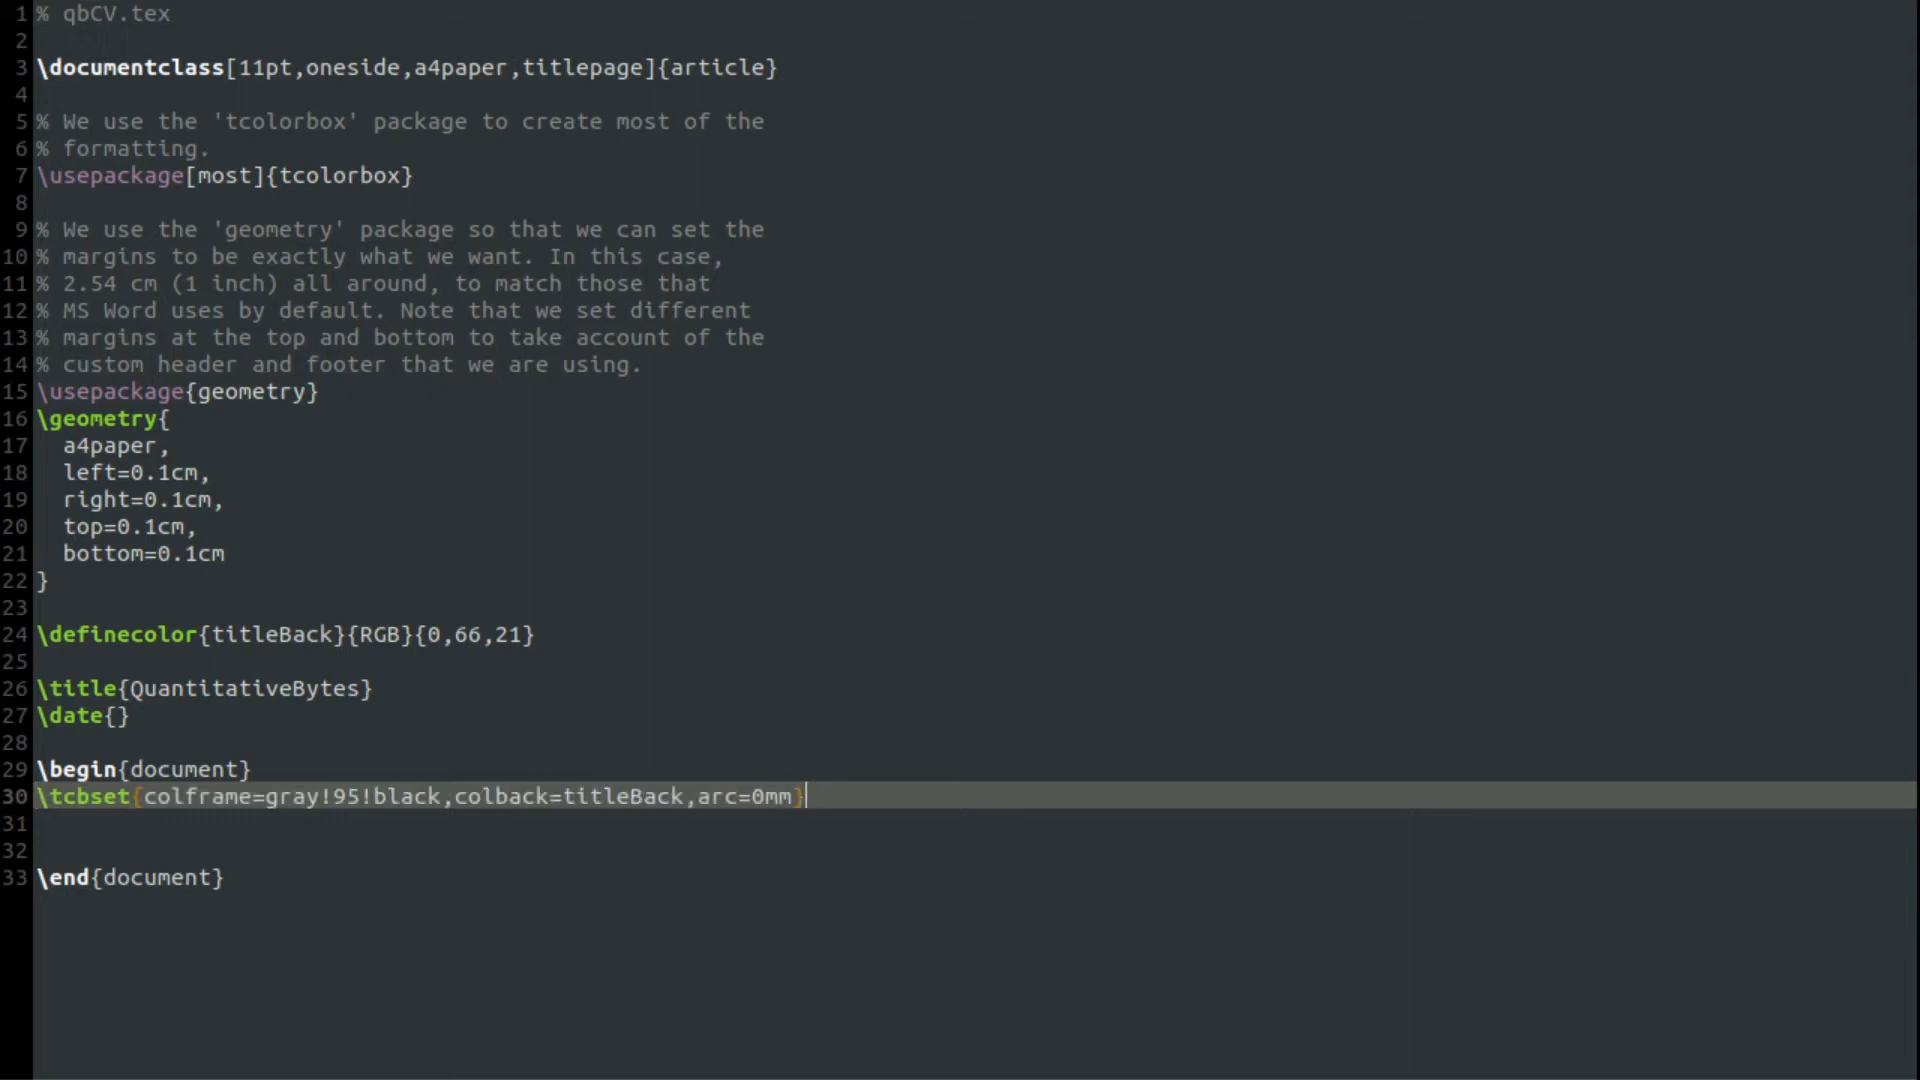 1 % qbCV.tex
2
3 \documentclass[11pt,oneside,a4paper,titlepage]{article}
4
5 % We use the 'tcolorbox' package to create most of the
6 % formatting.
7 \usepackage[most]{tcolorbox}
8
9 % We use the 'geometry' package so that we can set the
10 % margins to be exactly what we want. In this case,
11 % 2.54 cm (1 inch) all around, to match those that
12 % MS Word uses by default. Note that we set different
13 % margins at the top and bottom to take account of the
14 % custom header and footer that we are using.
15 \usepackage{geometry}
16 \geometry{
17   a4paper,
18   left=0.1cm,
19   right=0.1cm,
20   top=0.1cm,
21   bottom=0.1cm
22 }
23
24 \definecolor{titleBack}{RGB}{0,66,21}
25
26 \title{QuantitativeBytes}
27 \date{}
28
29 \begin{document}
30 \tcbset{colframe=gray!95!black,colback=titleBack,arc=0mm}
31
32
33 \end{document}